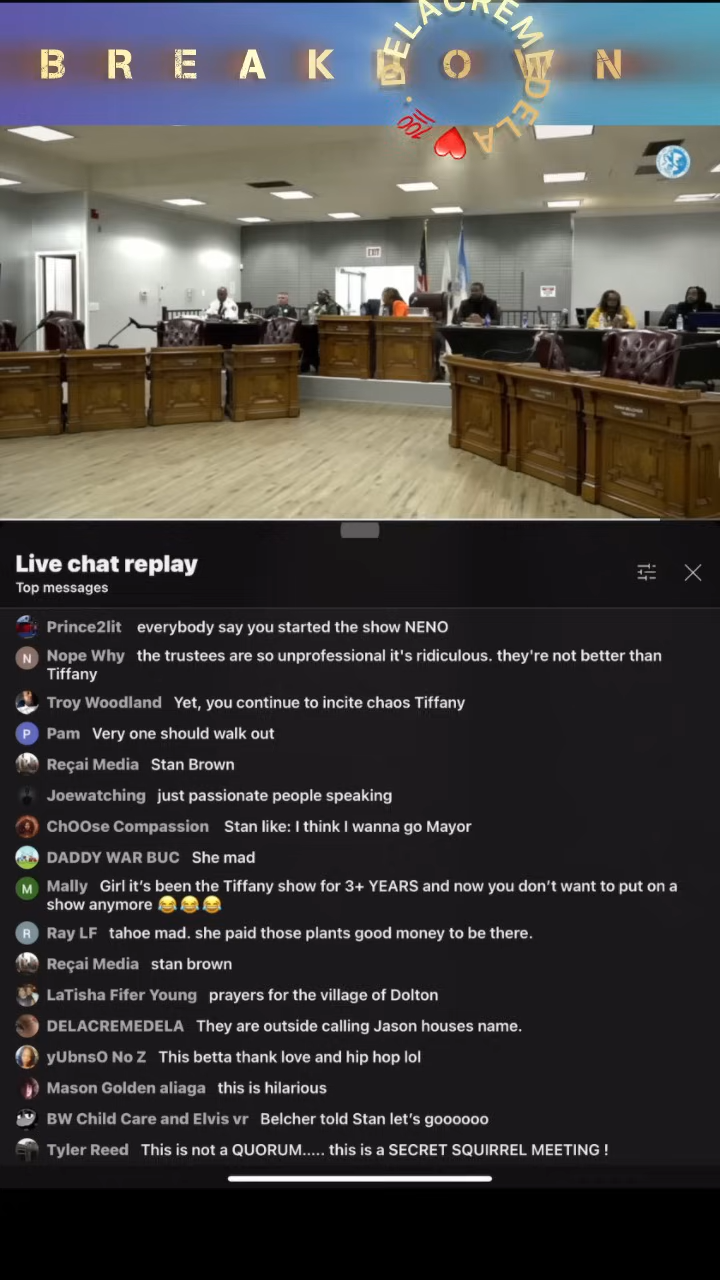 BREAKDOWN
DELACREMEDELA
100
EXIT
Live chat replay
Top messages
Prince2lit everybody say you started the show NENO
N Nope Why the trustees are so unprofessional it's ridiculous. they're not better than
Tiffany
Troy Woodland Yet, you continue to incite chaos Tiffany
P Pam Very one should walk out
Reçai Media Stan Brown
Joewatching just passionate people speaking
ChOOse Compassion Stan like: I think I wanna go Mayor
DADDY WAR BUC She mad
M Mally Girl it’s been the Tiffany show for 3+ YEARS and now you don’t want to put on a
show anymore 😂😂😂
R Ray LF tahoe mad. she paid those plants good money to be there.
Reçai Media stan brown
LaTisha Fifer Young prayers for the village of Dolton
DELACREMEDELA They are outside calling Jason houses name.
yUbnsO No Z This betta thank love and hip hop lol
Mason Golden aliaga this is hilarious
BW Child Care and Elvis vr Belcher told Stan let’s goooooo
Tyler Reed This is not a QUORUM..... this is a SECRET SQUIRREL MEETING !